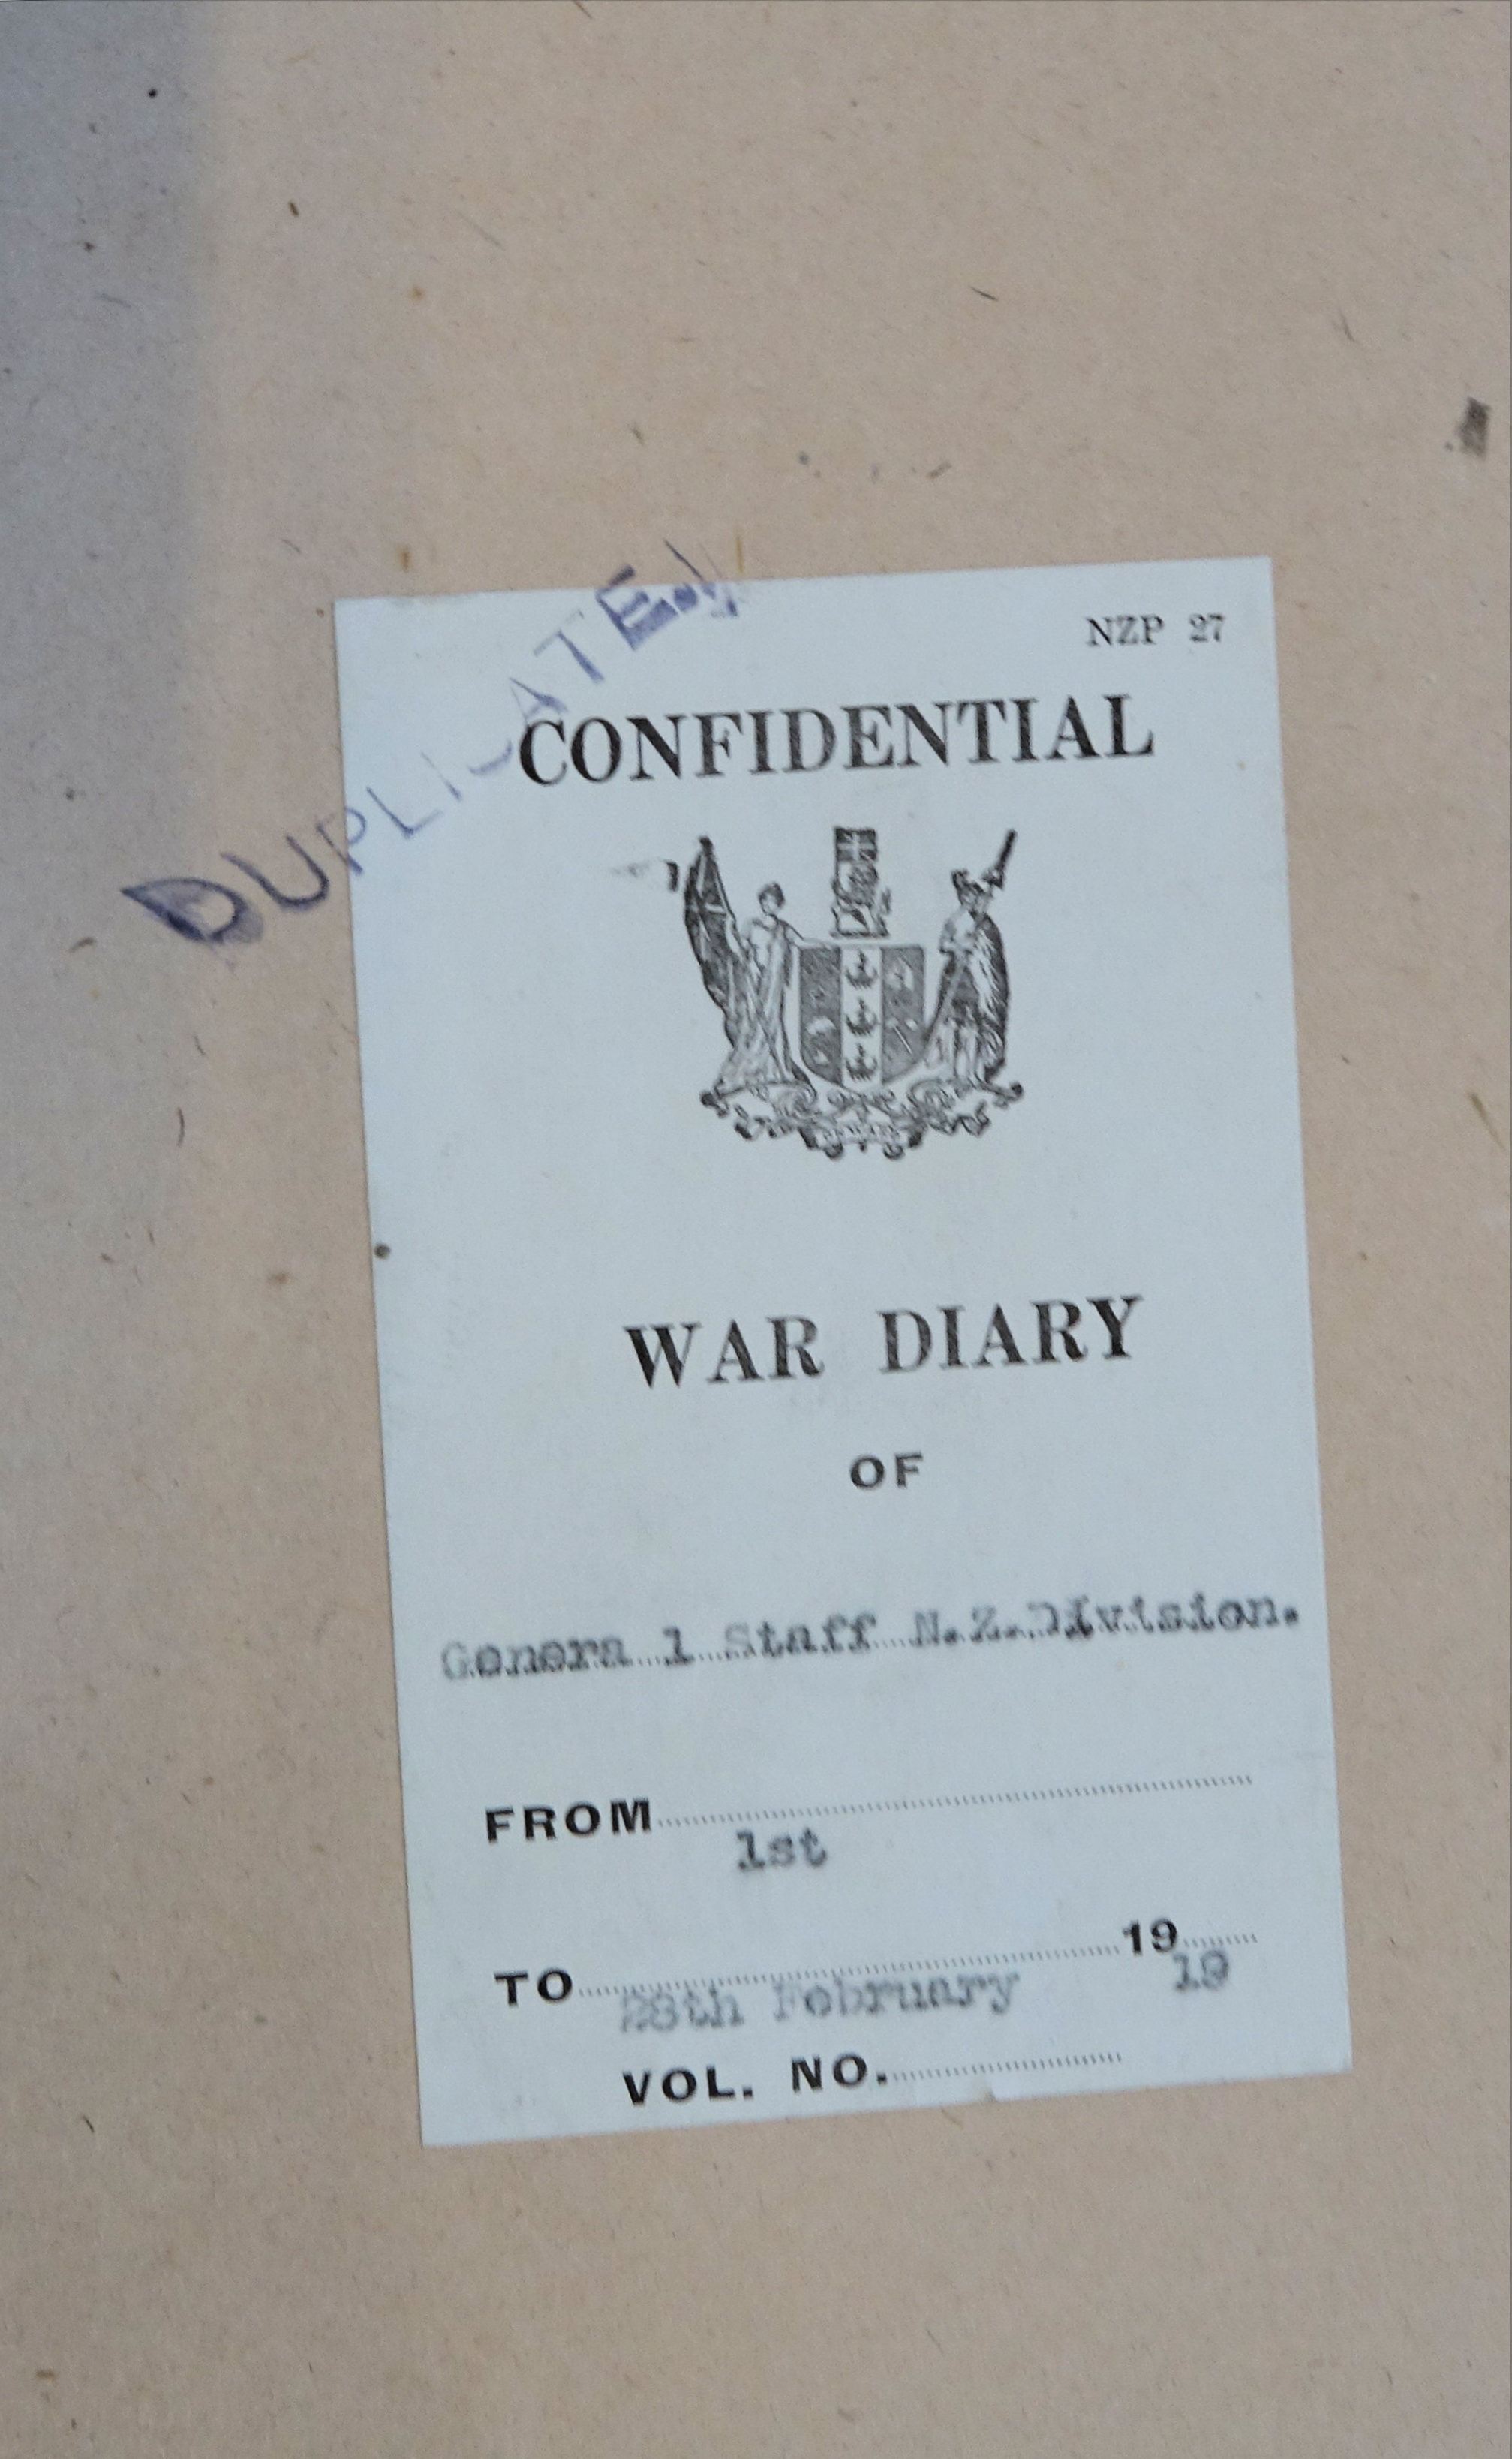 DUPLICATE.
NZP 27
CONFIDENTIAL
WAR DIARY
OF
Genera l Staff N.Z.Division.
FROM
1st
TO 19
28th February 19
VOL. NO.